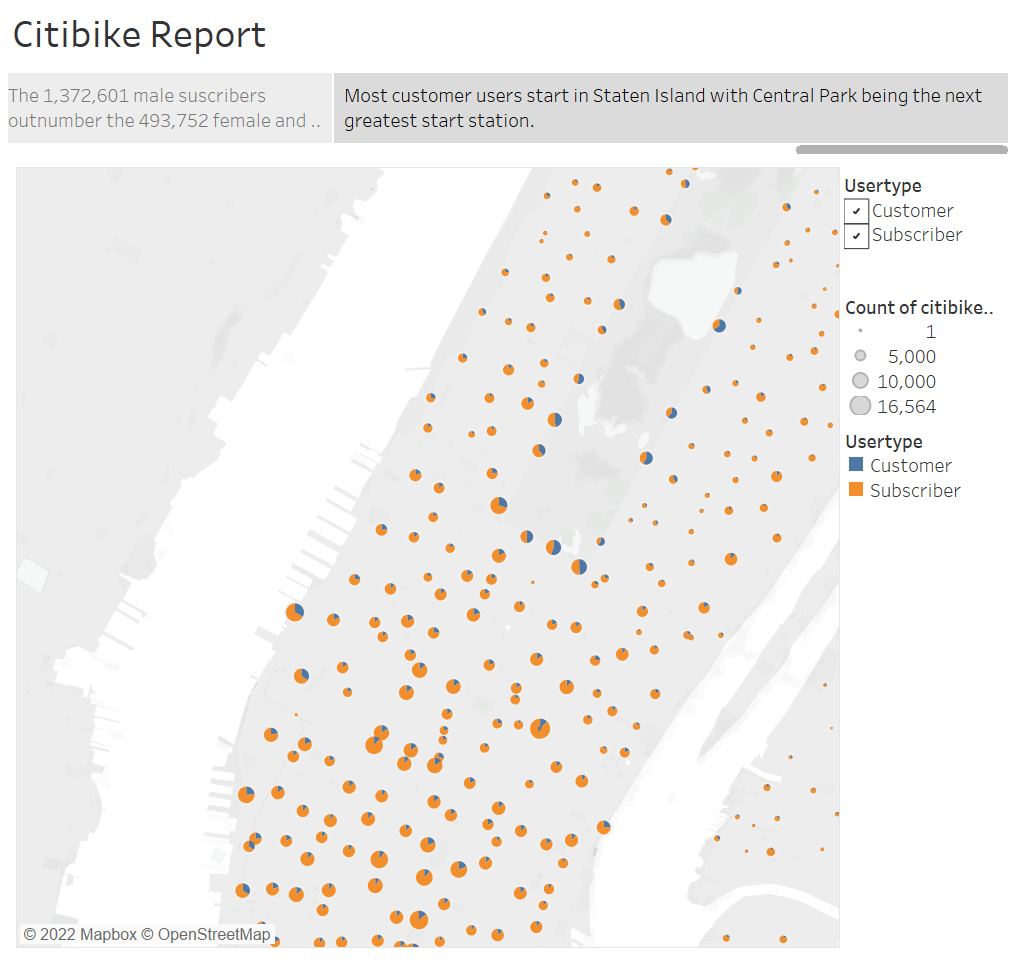 Citibike Report
The 1,372,601 male suscribers
outnumber the 493,752 female and ..
Most customer users start in Staten Island with Central Park being the next
greatest start station.
Usertype
Customer
Subscriber
Count of citibike..
1
5,000
10,000
16,564
Usertype
Customer
Subscriber
© 2022 Mapbox © OpenStreetMap